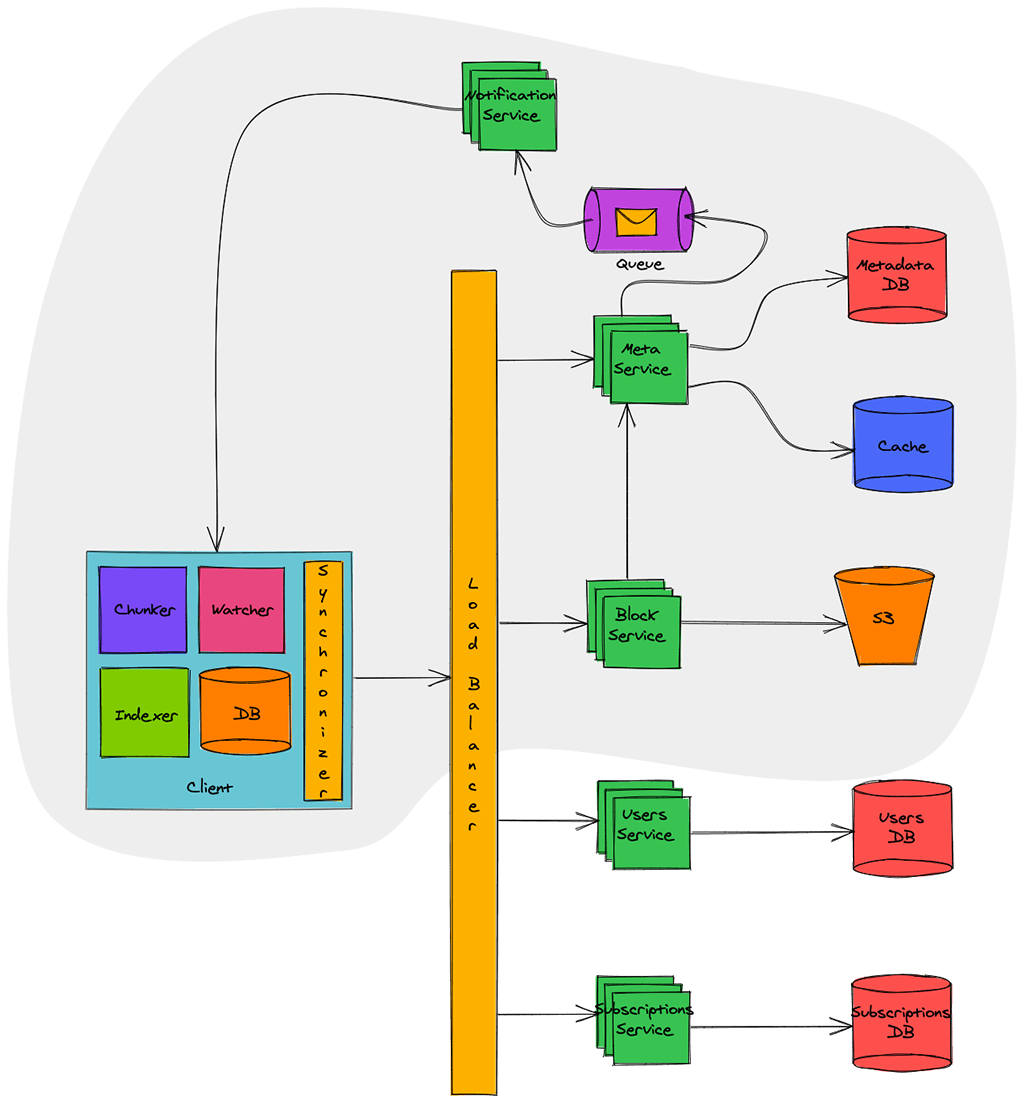 Notification
Service
Queue
Metadata
DB
Meta
Service
Cache
Chunker
Watcher
Synchronizer
Indexer
DB
Client
Load Balancer
Block
Service
S3
Users
Service
Users
DB
Subscriptions
Service
Subscriptions
DB